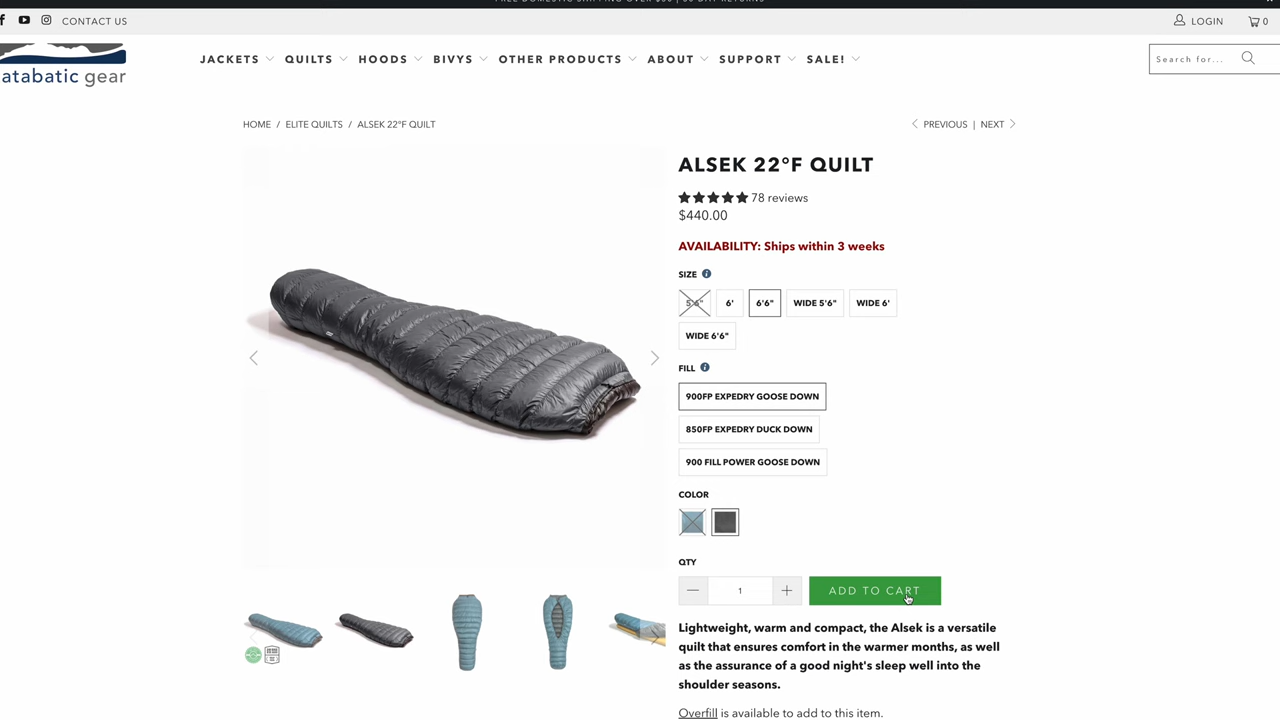 CONTACT US
LOGIN
0
atabatic gear
JACKETS
QUILTS
HOODS
BIVYS
OTHER PRODUCTS
ABOUT
SUPPORT
SALE!
Search for...
HOME / ELITE QUILTS / ALSEK 22°F QUILT
PREVIOUS | NEXT
ALSEK 22°F QUILT
78 reviews
$440.00
AVAILABILITY: Ships within 3 weeks
SIZE
5'6"
6'
6'6"
WIDE 5'6"
WIDE 6'
WIDE 6'6"
FILL
900FP EXPEDRY GOOSE DOWN
850FP EXPEDRY DUCK DOWN
900 FILL POWER GOOSE DOWN
COLOR
QTY
1
ADD TO CART
Lightweight, warm and compact, the Alsek is a versatile
quilt that ensures comfort in the warmer months, as well
as the assurance of a good night's sleep well into the
shoulder seasons.
Overfill is available to add to this item.